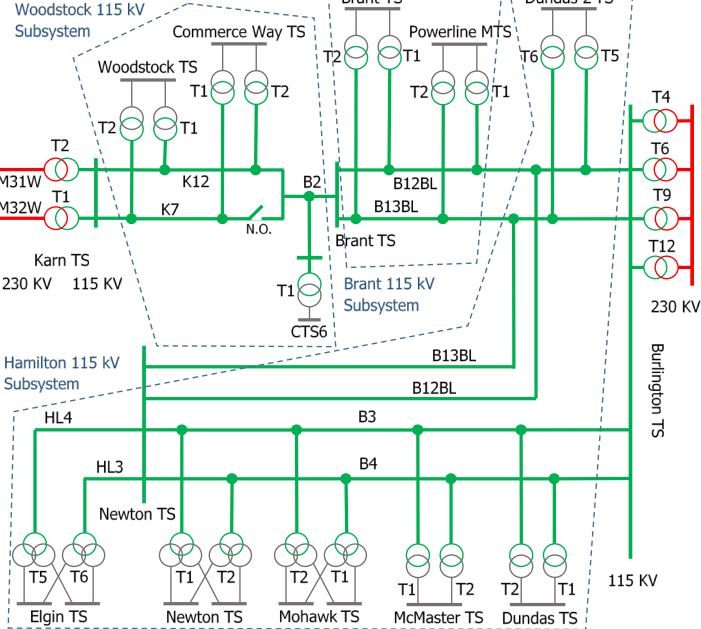 Woodstock 115 kV
Subsystem
Commerce Way TS
Brant TS
Powerline MTS
Dundas 2 TS
Woodstock TS
T1
T2
T2
T1
T2
T1
T6
T5
T2
T1
T2
M31W
T1
M32W
K12
K7
N.O.
B2
B12BL
B13BL
Brant TS
T4
T6
T9
T12
230 KV
Karn TS
230 KV
115 KV
T1
CTS6
Brant 115 kV
Subsystem
Hamilton 115 kV
Subsystem
B13BL
B12BL
Burlington TS
HL4
B3
HL3
B4
Newton TS
T5
T6
T1
T2
T2
T1
T1
T2
T2
T1
115 KV
Elgin TS
Newton TS
Mohawk TS
McMaster TS
Dundas TS